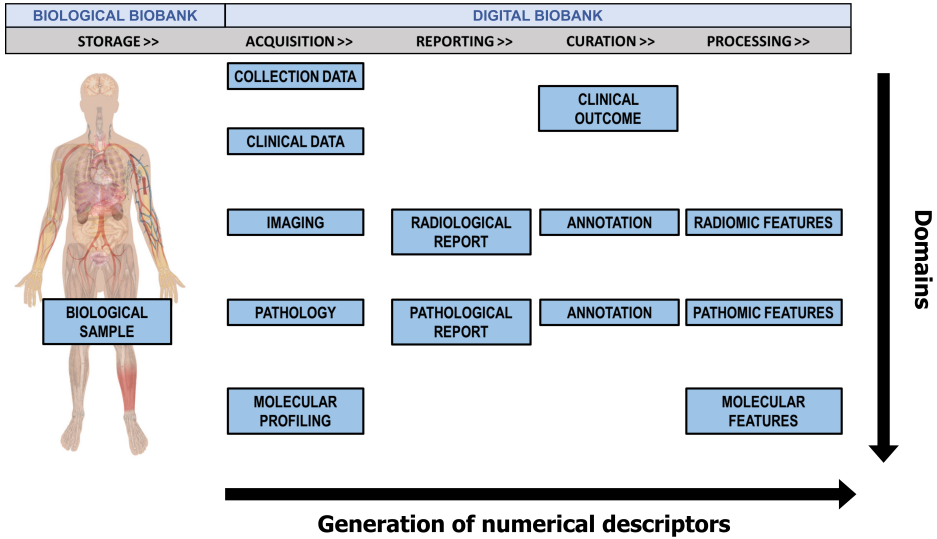 BIOLOGICAL BIOBANK
DIGITAL BIOBANK
STORAGE >>
ACQUISITION >>
REPORTING >>
CURATION >>
PROCESSING >>
COLLECTION DATA
CLINICAL
OUTCOME
CLINICAL DATA
IMAGING
RADIOLOGICAL
REPORT
ANNOTATION
RADIOMIC FEATURES
BIOLOGICAL
SAMPLE
PATHOLOGY
PATHOLOGICAL
REPORT
ANNOTATION
PATHOMIC FEATURES
MOLECULAR
PROFILING
MOLECULAR
FEATURES
Domains
Generation of numerical descriptors